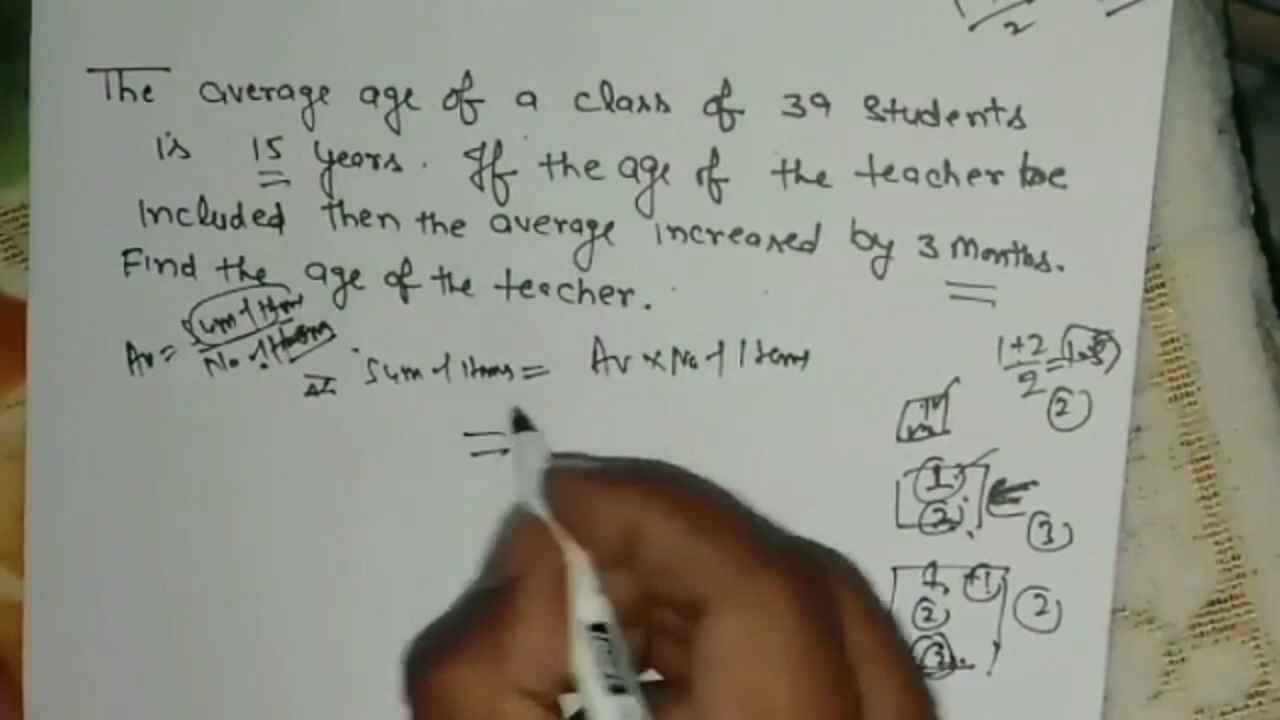 The average age of a class of 39 students
is 15 years. If the age of the teacher be
included then the average increased by 3 months.
Find the age of the teacher.
Av = Sum of Items
No. of Items
Sum of Items = Av × No of Items
=
1+2
2
= 1.5
2
1
2
3
1 +1
2
3
2
2